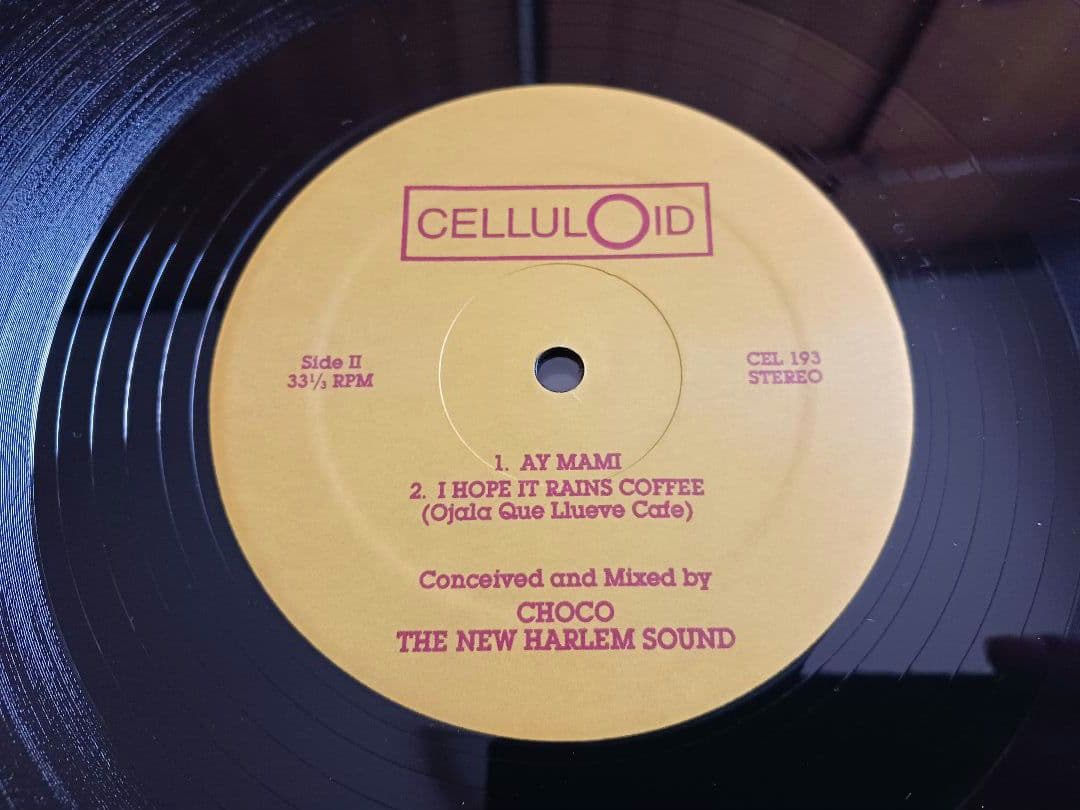 CELLULOID
Side II
33⅓ RPM
CEL 193
STEREO
1. AY MAMI
2. I HOPE IT RAINS COFFEE
(Ojala Que Llueve Cafe)
Conceived and Mixed by
CHOCO
THE NEW HARLEM SOUND